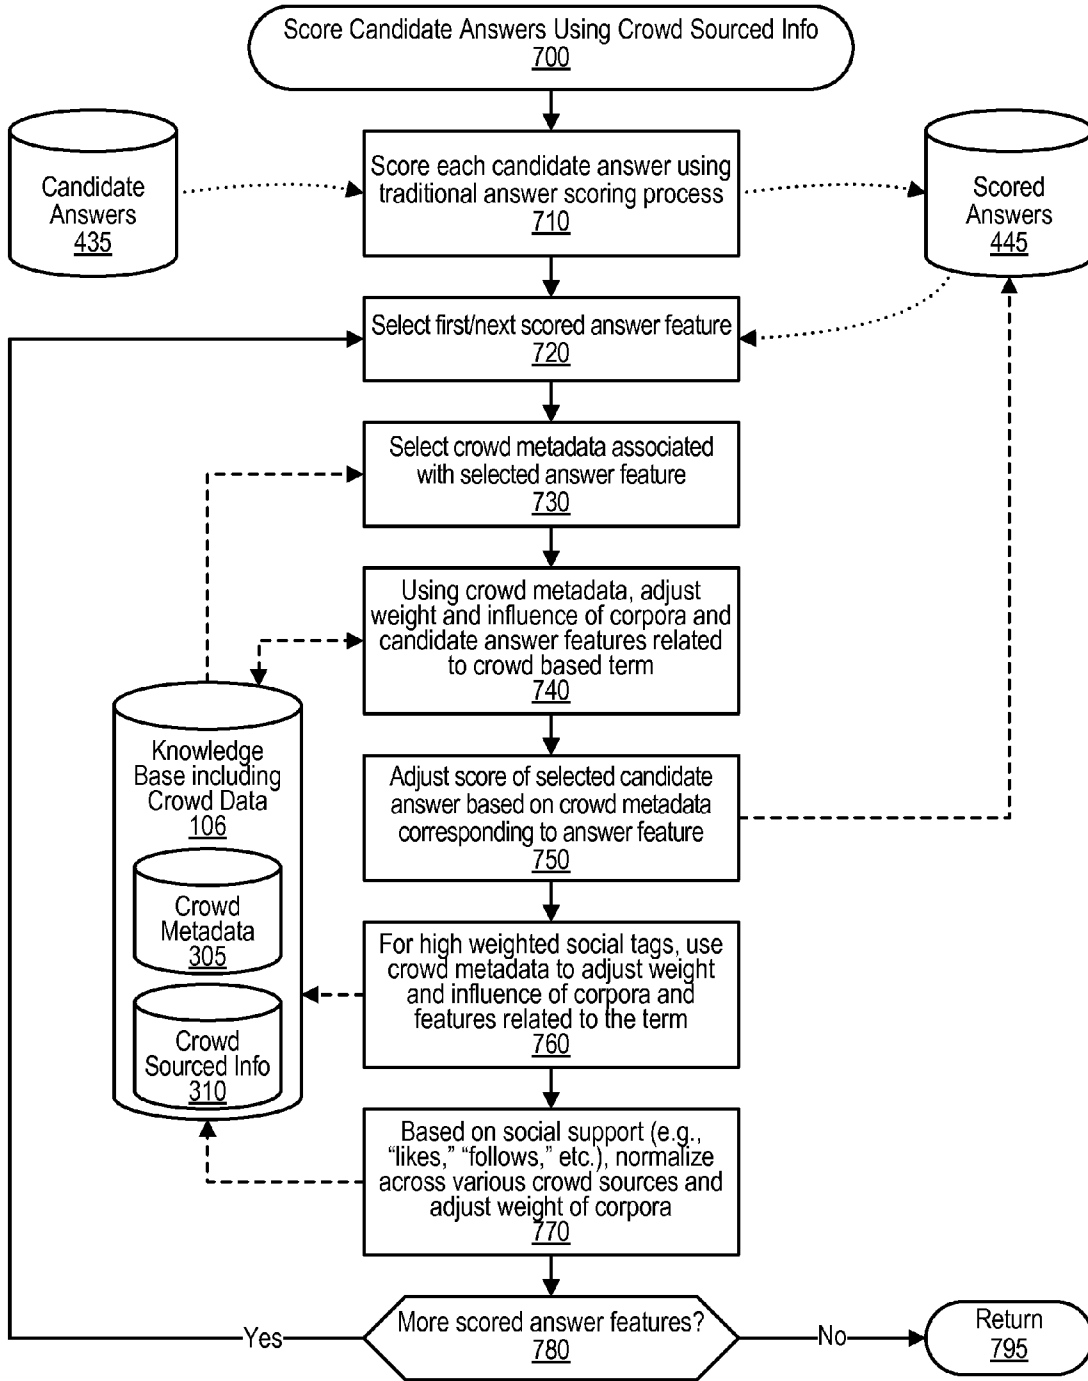 Score Candidate Answers Using Crowd Sourced Info
700
Candidate
Answers
435
Score each candidate answer using
traditional answer scoring process
710
Scored
Answers
445
Select first/next scored answer feature
720
Select crowd metadata associated
with selected answer feature
730
Using crowd metadata, adjust
weight and influence of corpora and
candidate answer features related
to crowd based term
740
Knowledge
Base including
Crowd Data
106
Crowd
Metadata
305
Crowd
Sourced Info
310
Adjust score of selected candidate
answer based on crowd metadata
corresponding to answer feature
750
For high weighted social tags, use
crowd metadata to adjust weight
and influence of corpora and
features related to the term
760
Based on social support (e.g.,
“likes,” “follows,” etc.), normalize
across various crowd sources and
adjust weight of corpora
770
More scored answer features?
780
Yes
No
Return
795